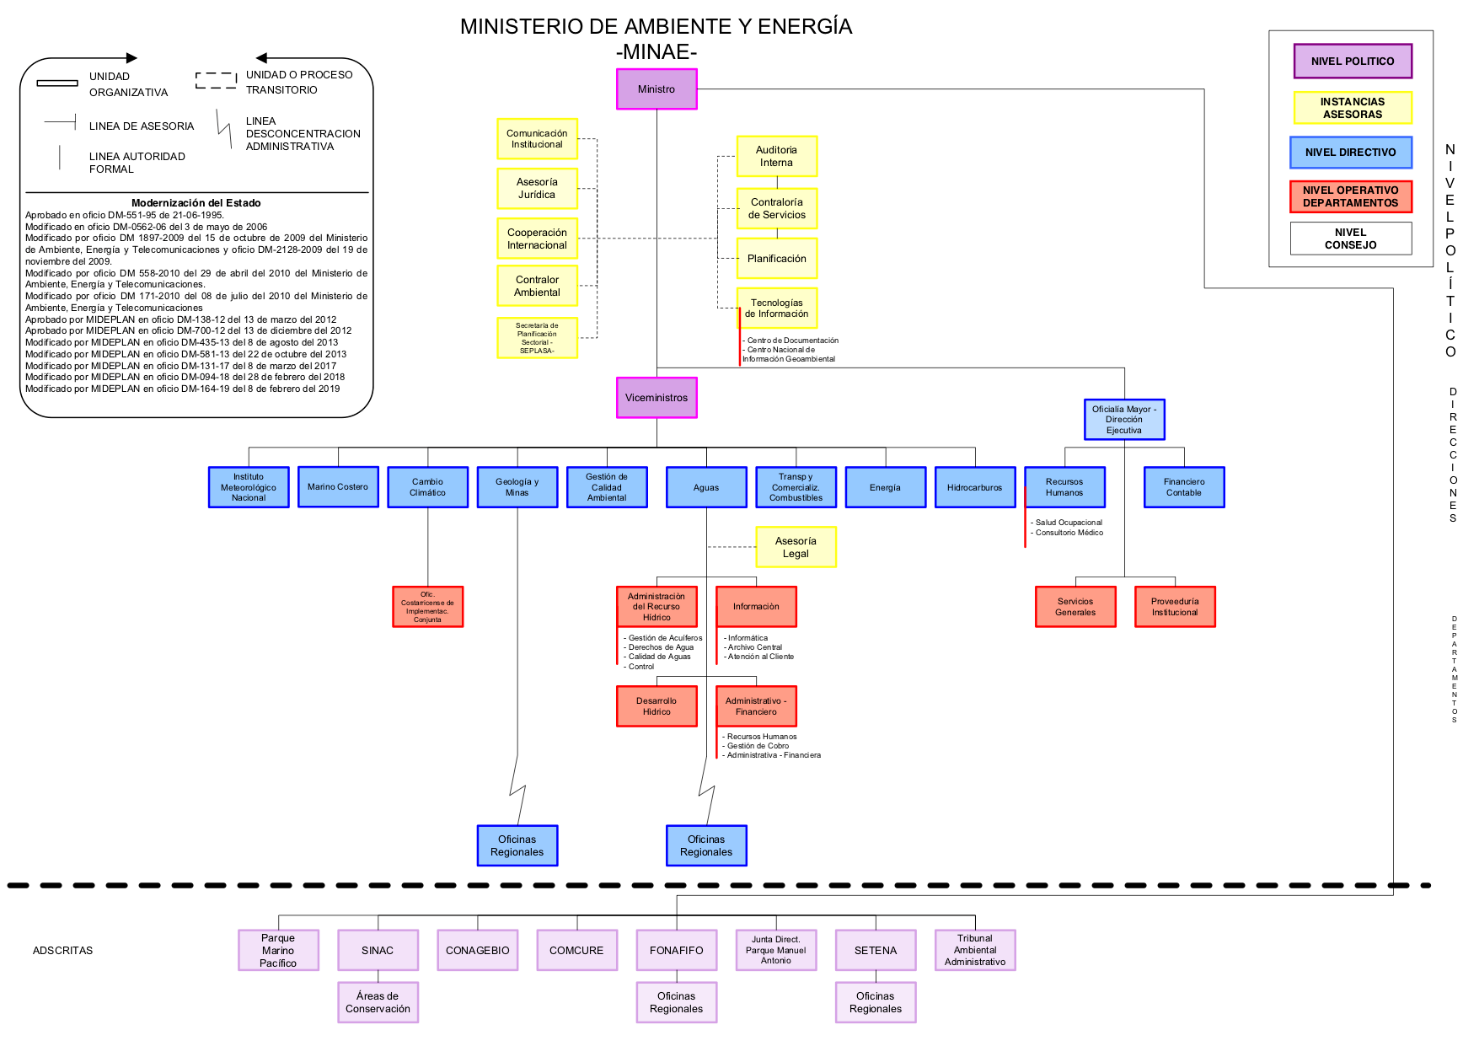 MINISTERIO DE AMBIENTE Y ENERGÍA
-MINAE-
UNIDAD
ORGANIZATIVA
UNIDAD O PROCESO
TRANSITORIO
LINEA DE ASESORIA
LINEA
DESCONCENTRACION
ADMINISTRATIVA
LINEA AUTORIDAD
FORMAL
Modernización del Estado
Aprobado en oficio DM-551-95 de 21-06-1995.
Modificado en oficio DM-0562-06 del 3 de mayo de 2006
Modificado por oficio DM 1897-2009 del 15 de octubre de 2009 del Ministerio
de Ambiente, Energía y Telecomunicaciones y oficio DM-2128-2009 del 19 de
noviembre del 2009.
Modificado por oficio DM 558-2010 del 29 de abril del 2010 del Ministerio de
Ambiente, Energía y Telecomunicaciones.
Modificado por oficio DM 171-2010 del 08 de julio del 2010 del Ministerio de
Ambiente, Energía y Telecomunicaciones
Aprobado por MIDEPLAN en oficio DM-138-12 del 13 de marzo del 2012
Aprobado por MIDEPLAN en oficio DM-700-12 del 13 de diciembre del 2012
Modificado por MIDEPLAN en oficio DM-435-13 del 8 de agosto del 2013
Modificado por MIDEPLAN en oficio DM-581-13 del 22 de octubre del 2013
Modificado por MIDEPLAN en oficio DM-131-17 del 8 de marzo del 2017
Modificado por MIDEPLAN en oficio DM-094-18 del 28 de febrero del 2018
Modificado por MIDEPLAN en oficio DM-164-19 del 8 de febrero del 2019
NIVEL POLITICO
INSTANCIAS
ASESORAS
NIVEL DIRECTIVO
NIVEL OPERATIVO
DEPARTAMENTOS
NIVEL
CONSEJO
NIVEL POLÍTICO
DIRECCIONES
DEPARTAMENTOS
Ministro
Comunicación
Institucional
Asesoría
Jurídica
Cooperación
Internacional
Contralor
Ambiental
Secretaría de
Planificación
Sectorial -
SEPLASA-
Auditoria
Interna
Contraloría
de Servicios
Planificación
Tecnologías
de Información
- Centro de Documentación
- Centro Nacional de
Información Geoambiental
Viceministros
Oficialía Mayor -
Dirección
Ejecutiva
Instituto
Meteorológico
Nacional
Marino Costero
Cambio
Climático
Geología y
Minas
Gestión de
Calidad
Ambiental
Aguas
Transp y
Comercializ.
Combustibles
Energía
Hidrocarburos
Recursos
Humanos
Financiero
Contable
- Salud Ocupacional
- Consultorio Médico
Asesoría
Legal
Ofic.
Costarricense de
Implementac.
Conjunta
Administración
del Recurso
Hídrico
Información
Servicios
Generales
Proveeduría
Institucional
- Gestión de Acuíferos
- Derechos de Agua
- Calidad de Aguas
- Control
- Informática
- Archivo Central
- Atención al Cliente
Desarrollo
Hídrico
Administrativo -
Financiero
- Recursos Humanos
- Gestión de Cobro
- Administrativa - Financiera
Oficinas
Regionales
Oficinas
Regionales
ADSCRITAS
Parque
Marino
Pacífico
SINAC
CONAGEBIO
COMCURE
FONAFIFO
Junta Direct.
Parque Manuel
Antonio
SETENA
Tribunal
Ambiental
Administrativo
Áreas de
Conservación
Oficinas
Regionales
Oficinas
Regionales